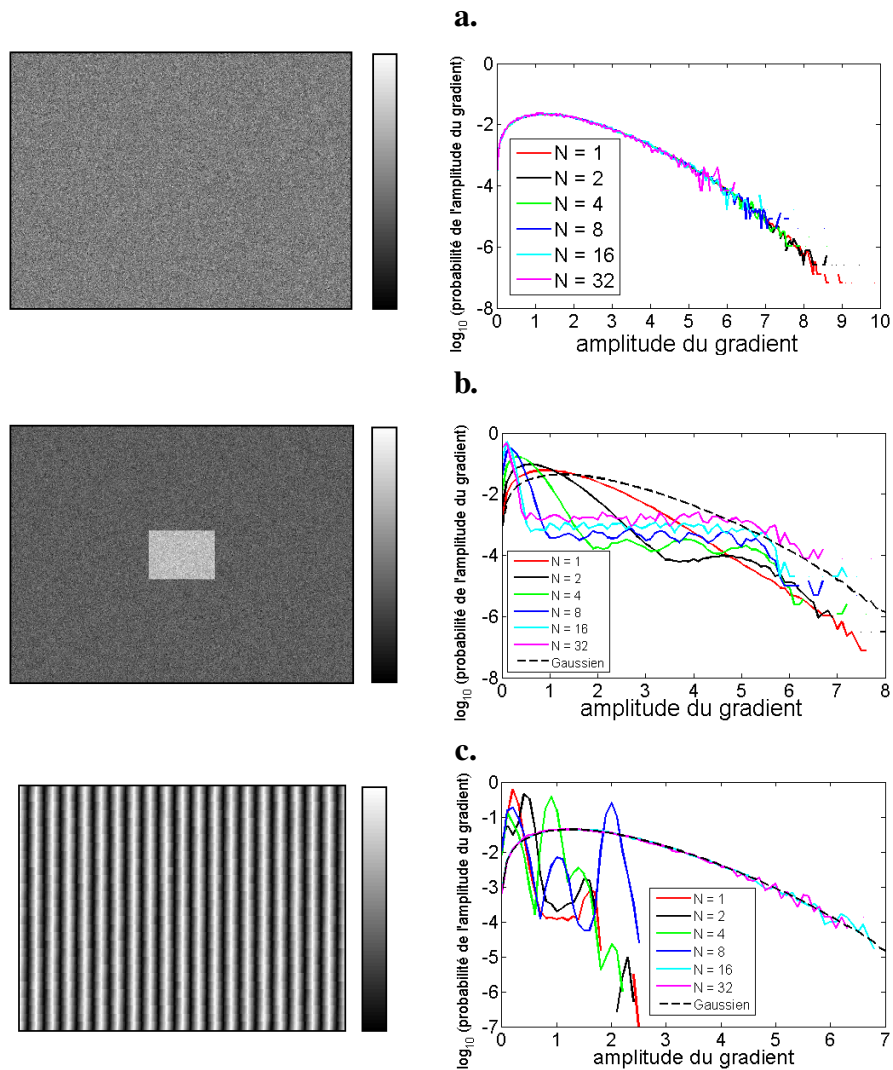 a.
0
-2
-4
-6
-8
log10 (probabilité de l'amplitude du gradient)
N = 1
N = 2
N = 4
N = 8
N = 16
N = 32
0 1 2 3 4 5 6 7 8 9 10
amplitude du gradient
b.
0
-2
-4
-6
-8
log10 (probabilité de l'amplitude du gradient)
N = 1
N = 2
N = 4
N = 8
N = 16
N = 32
Gaussien
0 1 2 3 4 5 6 7 8
amplitude du gradient
c.
0
-1
-2
-3
-4
-5
-6
-7
log10 (probabilité de l'amplitude du gradient)
N = 1
N = 2
N = 4
N = 8
N = 16
N = 32
Gaussien
0 1 2 3 4 5 6 7
amplitude du gradient